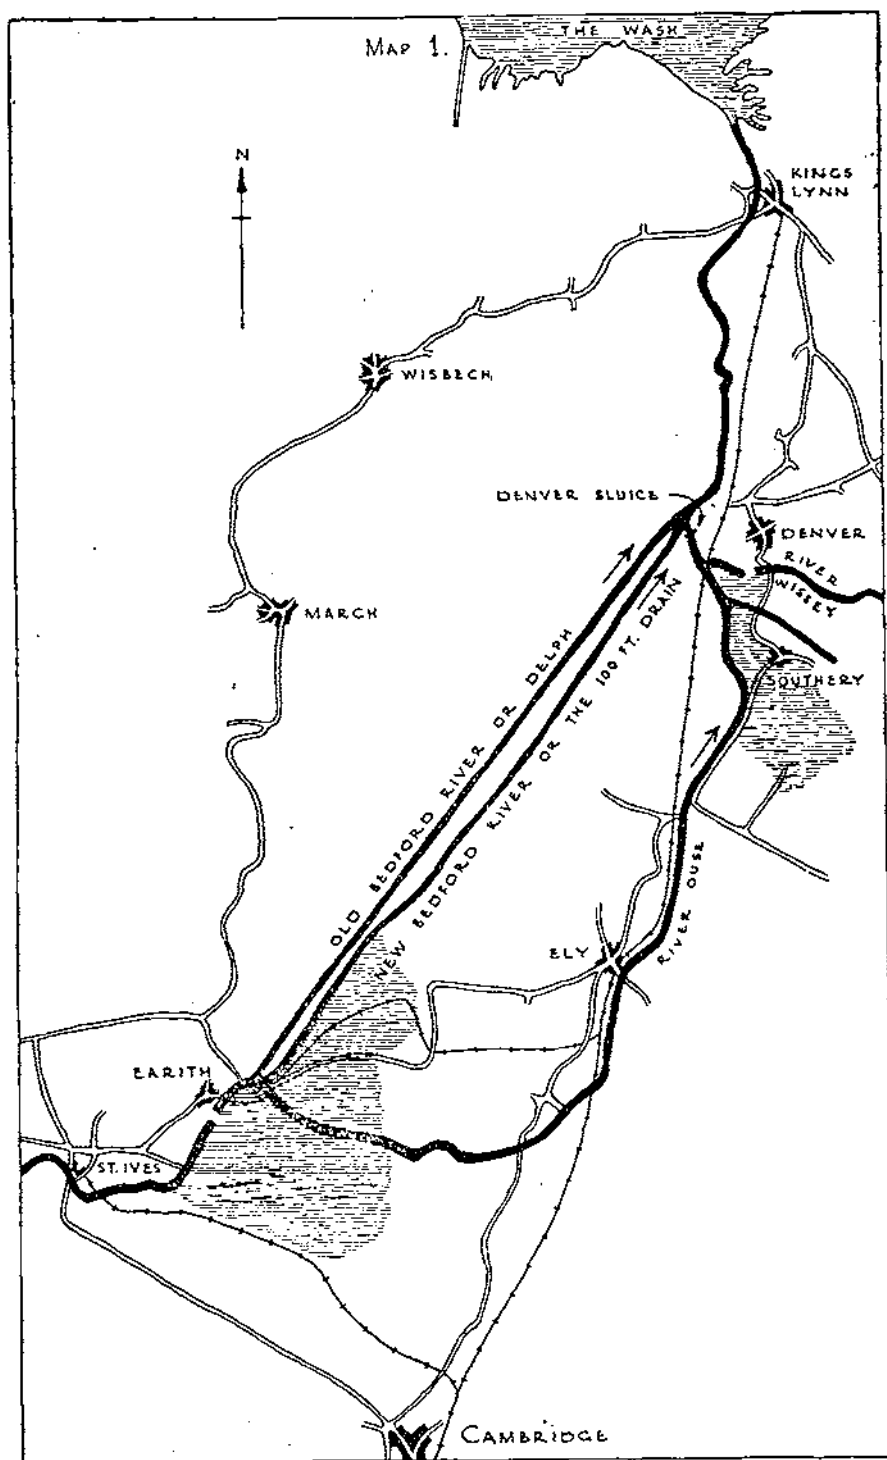 MAP 1.
THE WASH
N
KINGS
LYNN
WISBECH
DENVER SLUICE
DENVER
RIVER
WISSEY
MARCH
SOUTHERY
OLD BEDFORD RIVER OR DELPH
NEW BEDFORD RIVER OR THE 100 FT. DRAIN
RIVER OUSE
ELY
EARITH
ST. IVES
CAMBRIDGE